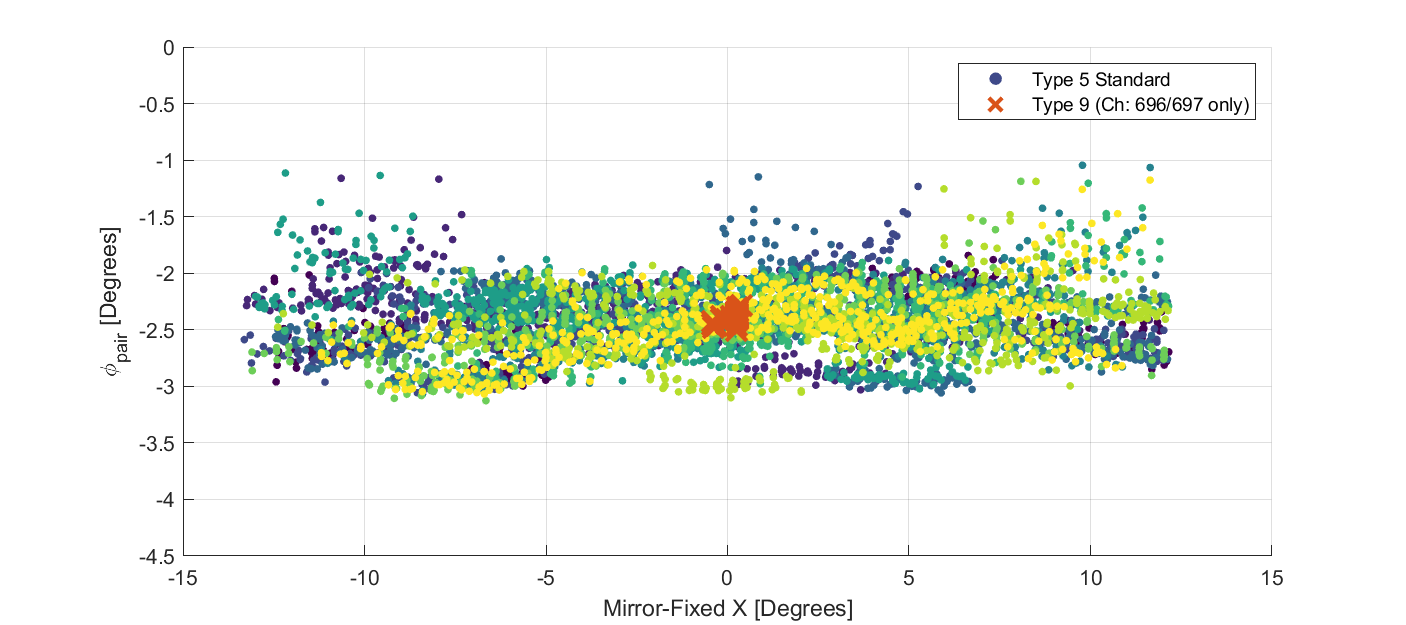 0
-0.5
-1
-1.5
-2
-2.5
-3
-3.5
-4
-4.5
ϕpair [Degrees]
Type 5 Standard
Type 9 (Ch: 696/697 only)
-15 -10 -5 0 5 10 15
Mirror-Fixed X [Degrees]